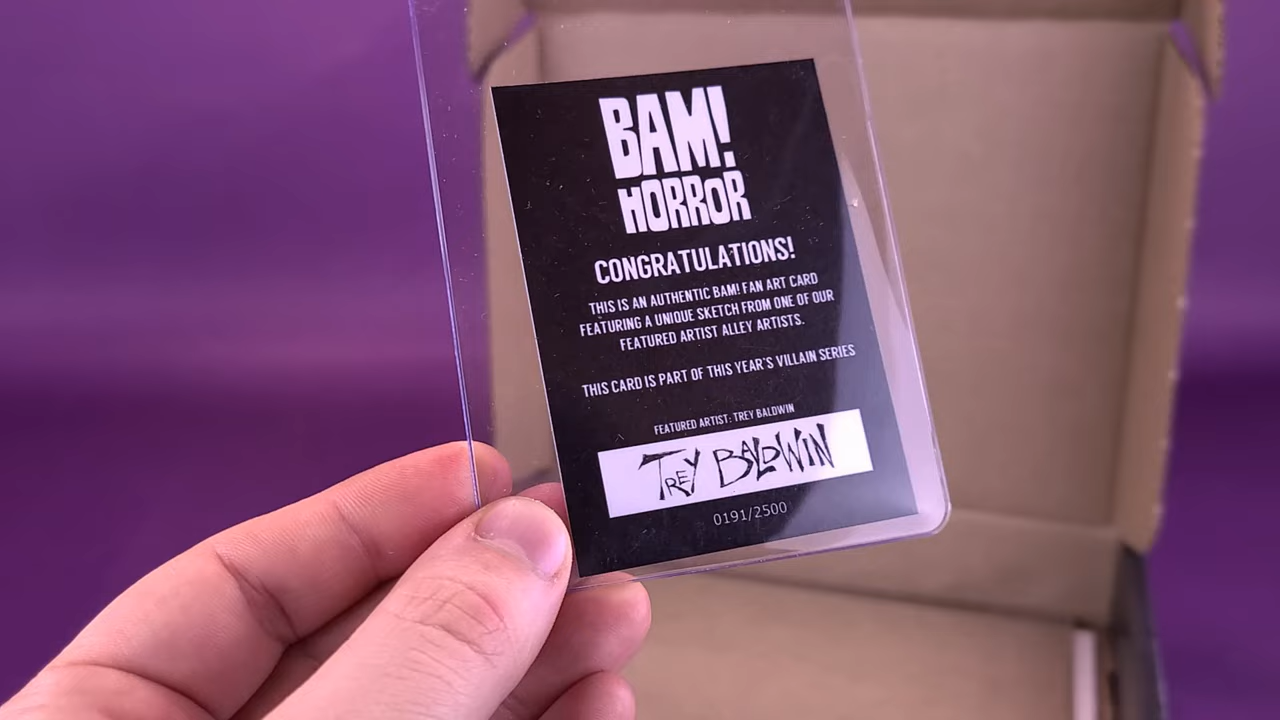 BAM!
HORROR
CONGRATULATIONS!
THIS IS AN AUTHENTIC BAM! FAN ART CARD
FEATURING A UNIQUE SKETCH FROM ONE OF OUR
FEATURED ARTIST ALLEY ARTISTS.
THIS CARD IS PART OF THIS YEAR'S VILLAIN SERIES
FEATURED ARTIST: TREY BALDWIN
TREY BALDWIN
0191/2500